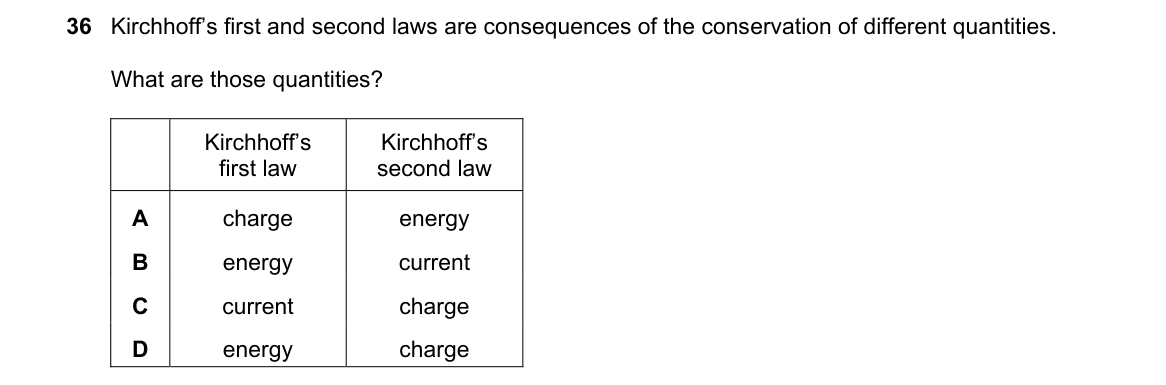 36 Kirchhoff’s first and second laws are consequences of the conservation of different quantities.
What are those quantities?
Kirchhoff’s first law Kirchhoff’s second law
A charge energy
B energy current
C current charge
D energy charge